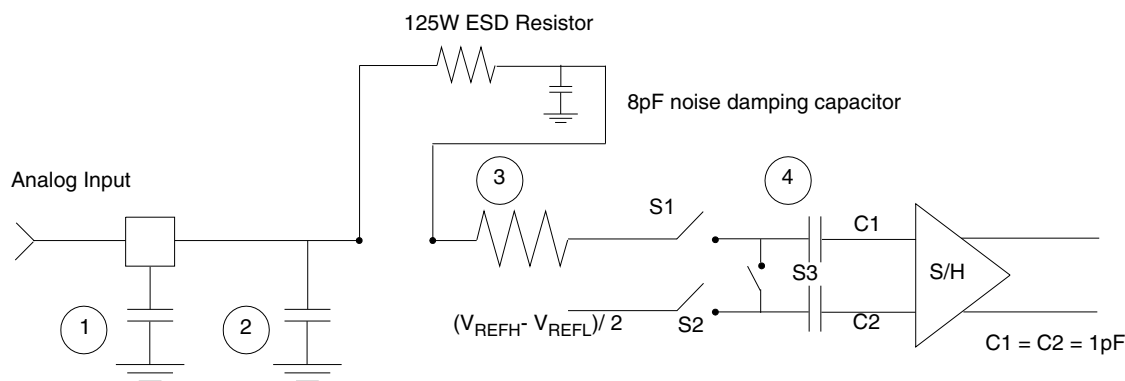 125W ESD Resistor
8pF noise damping capacitor
Analog Input
3
4
S1
C1
S/H
S3
1
2
(VREFH- VREFL)/ 2
S2
C2
C1 = C2 = 1pF